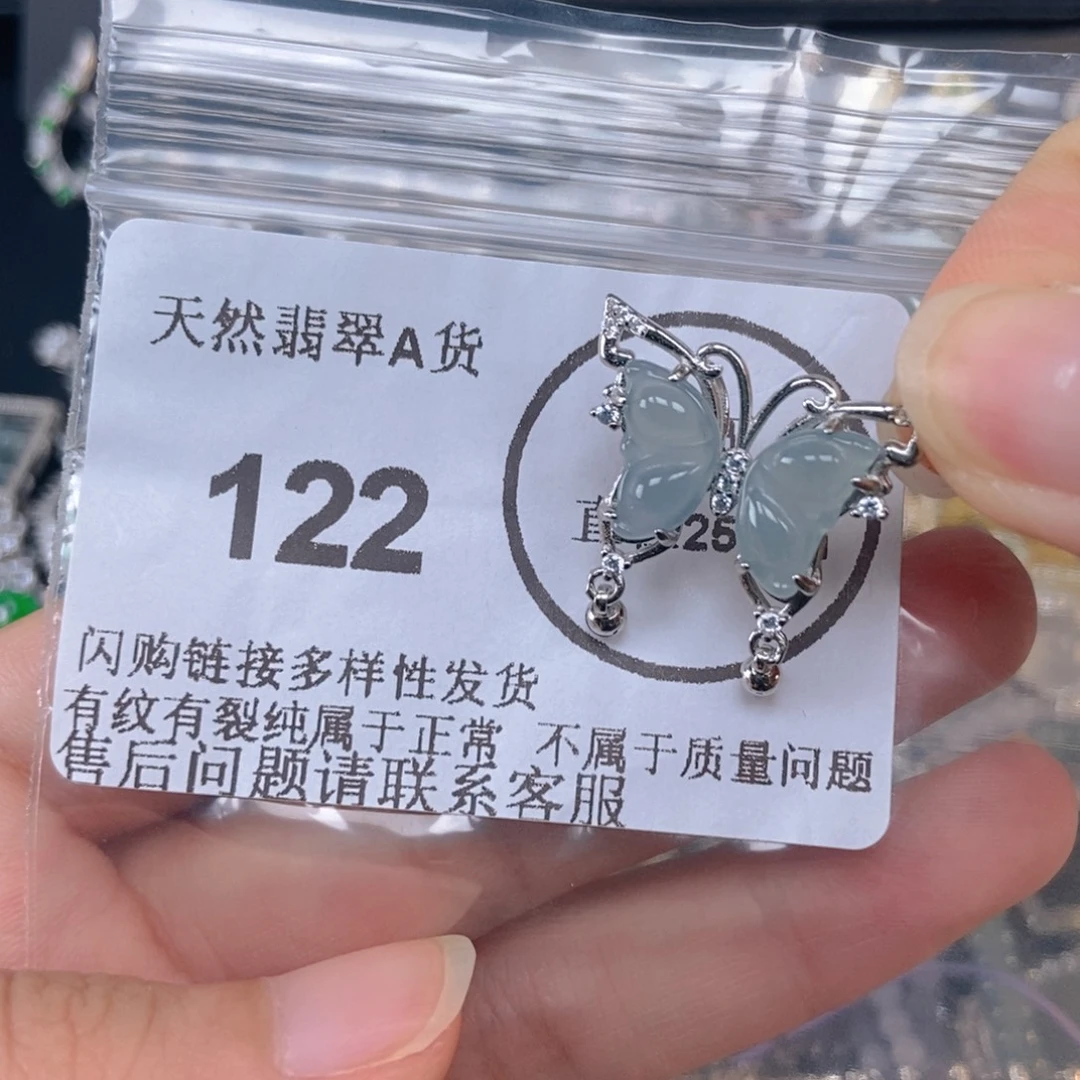 天然翡翠A货
122
直
25
闪购链接多样性发货
有纹有裂纯属于正常 不属于质量问题
售后问题请联系客服